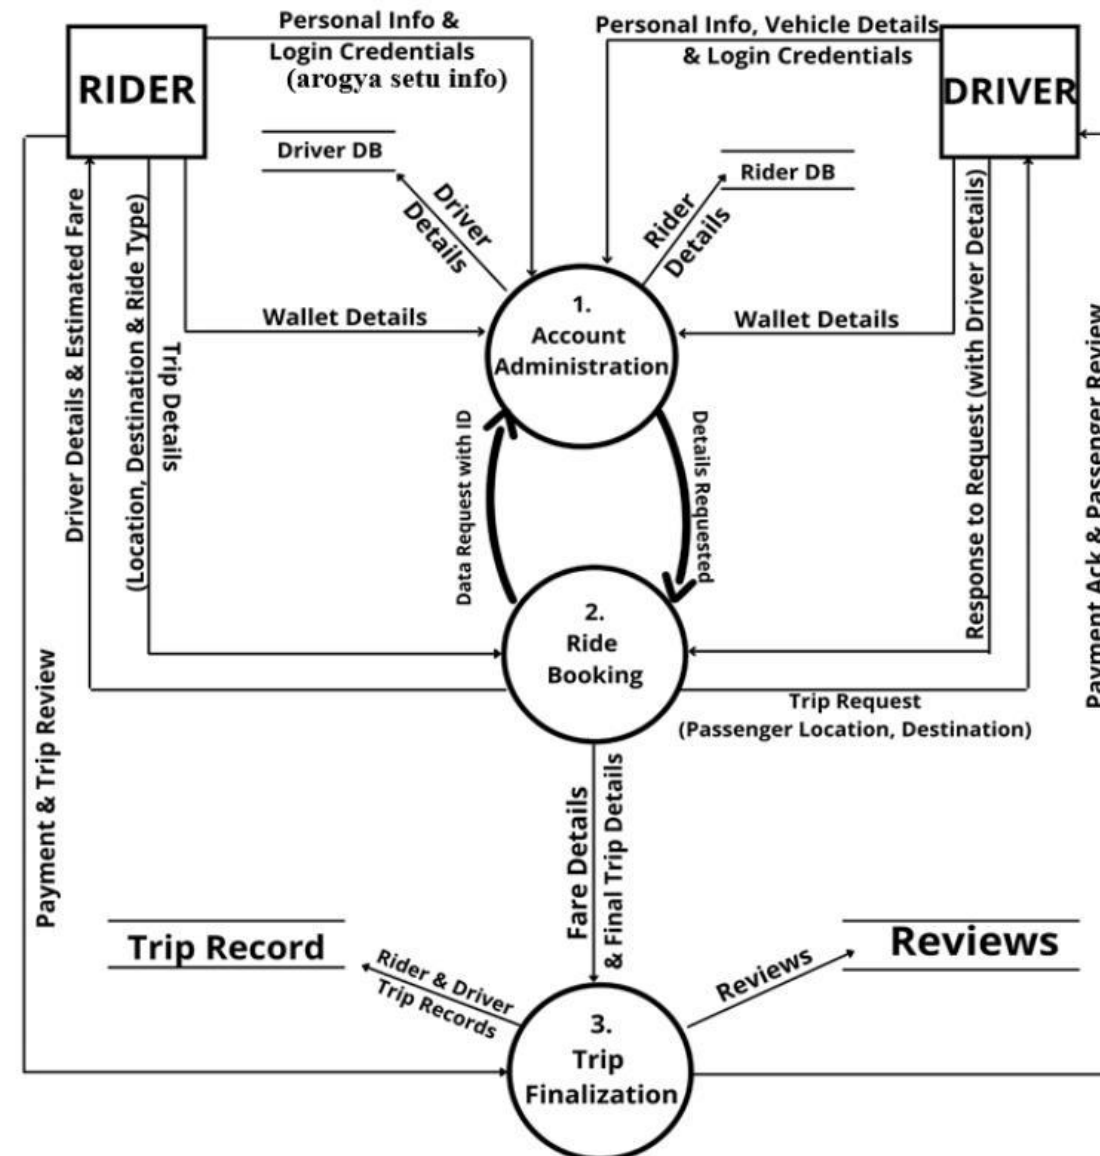 Personal Info &
Login Credentials
(arogya setu info)
Personal Info, Vehicle Details
& Login Credentials
RIDER
DRIVER
Driver DB
Rider DB
Driver
Details
Rider
Details
1.
Account
Administration
Wallet Details
Wallet Details
Driver Details & Estimated Fare
(Location, Destination & Ride Type)
Trip Details
Data Request with ID
Details Requested
Response to Request (with Driver Details)
Payment Ack & Passenger Review
2.
Ride
Booking
Trip Request
(Passenger Location, Destination)
Payment & Trip Review
Fare Details
& Final Trip Details
Trip Record
Reviews
Rider & Driver
Trip Records
Reviews
3.
Trip
Finalization